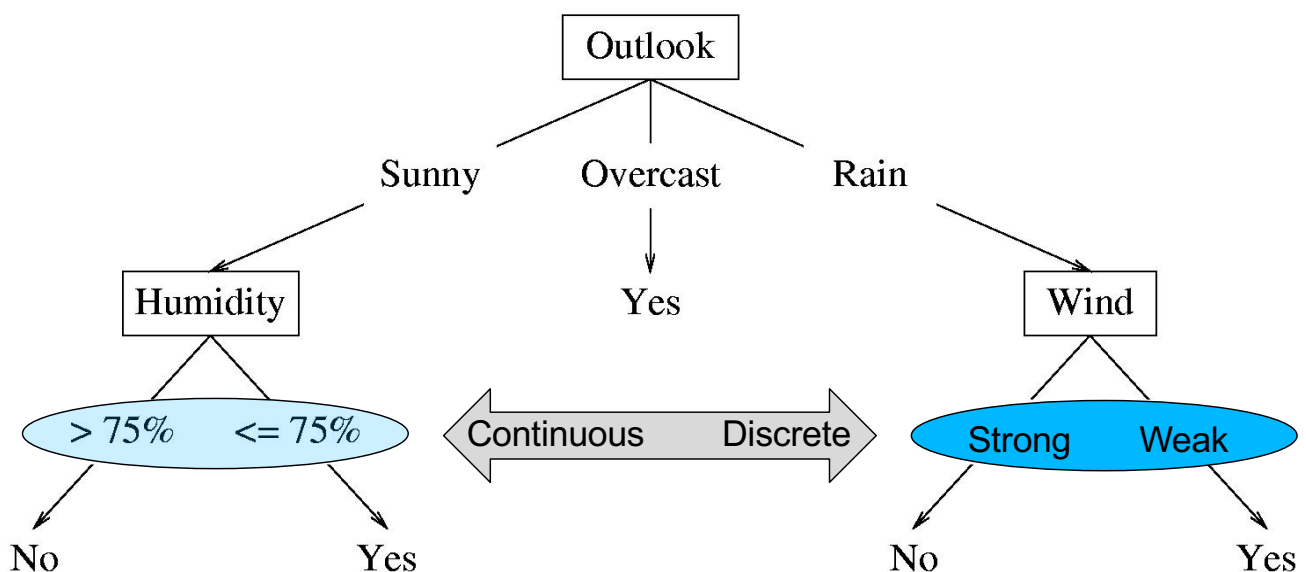 Outlook
Sunny Overcast Rain
Humidity Yes Wind
> 75% <= 75% Continuous Discrete Strong Weak
No Yes No Yes